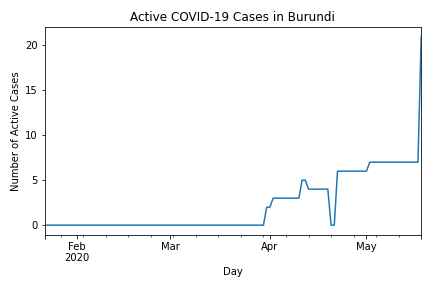 Active COVID-19 Cases in Burundi
Number of Active Cases
20
15
10
5
0
Feb
2020
Mar
Apr
May
Day